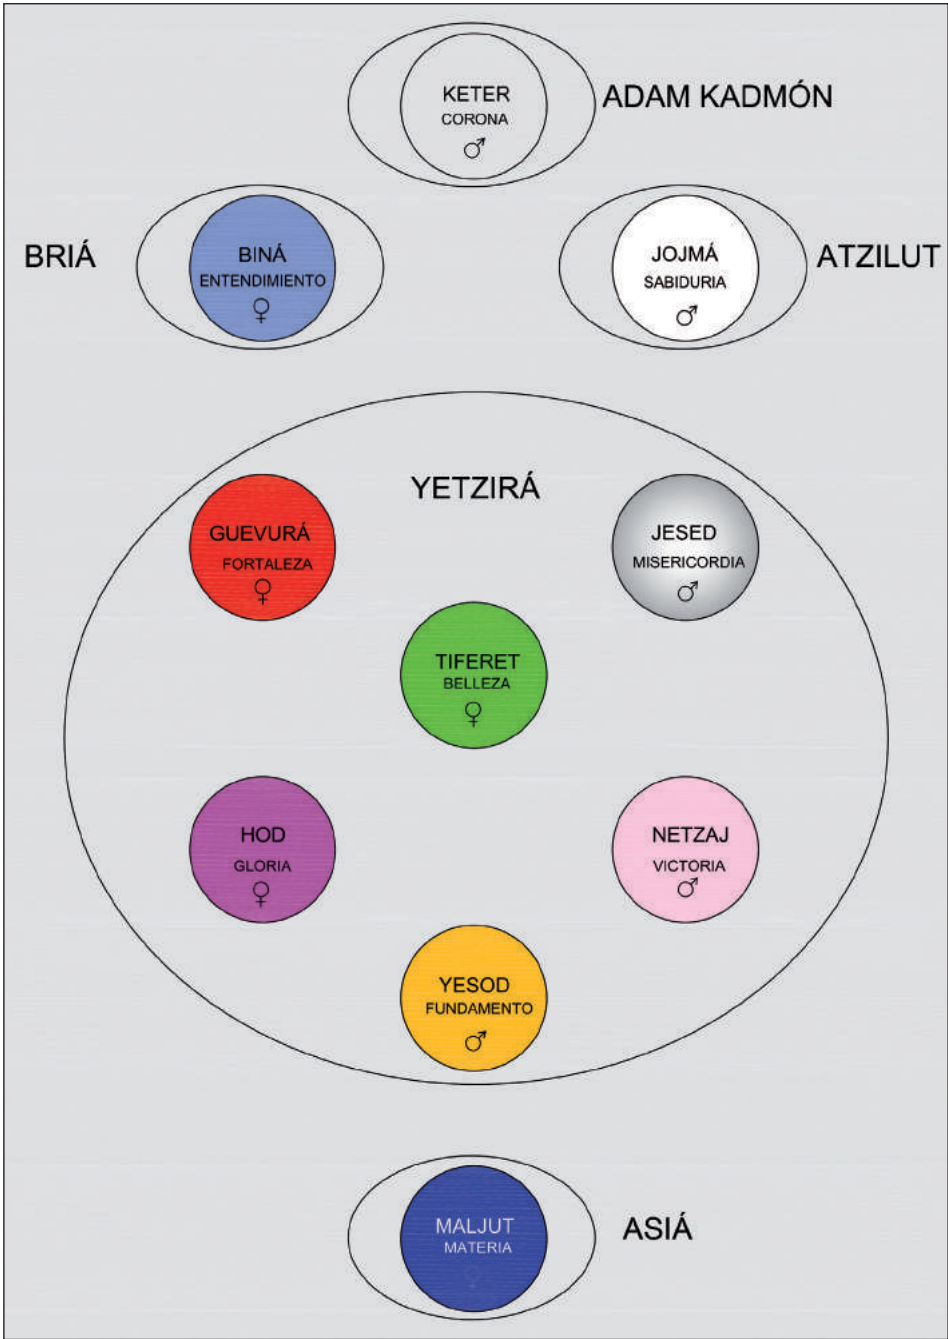 KETER
CORONA
♂
ADAM KADMÓN
BRIÁ
BINÁ
ENTENDIMIENTO
♀
JOJMÁ
SABIDURIA
♂
ATZILUT
YETZIRÁ
GUEVURÁ
FORTALEZA
♀
JESED
MISERICORDIA
♂
TIFERET
BELLEZA
♀
HOD
GLORIA
♀
NETZAJ
VICTORIA
♂
YESOD
FUNDAMENTO
♂
MALJUT
MATERIA
♀
ASIÁ